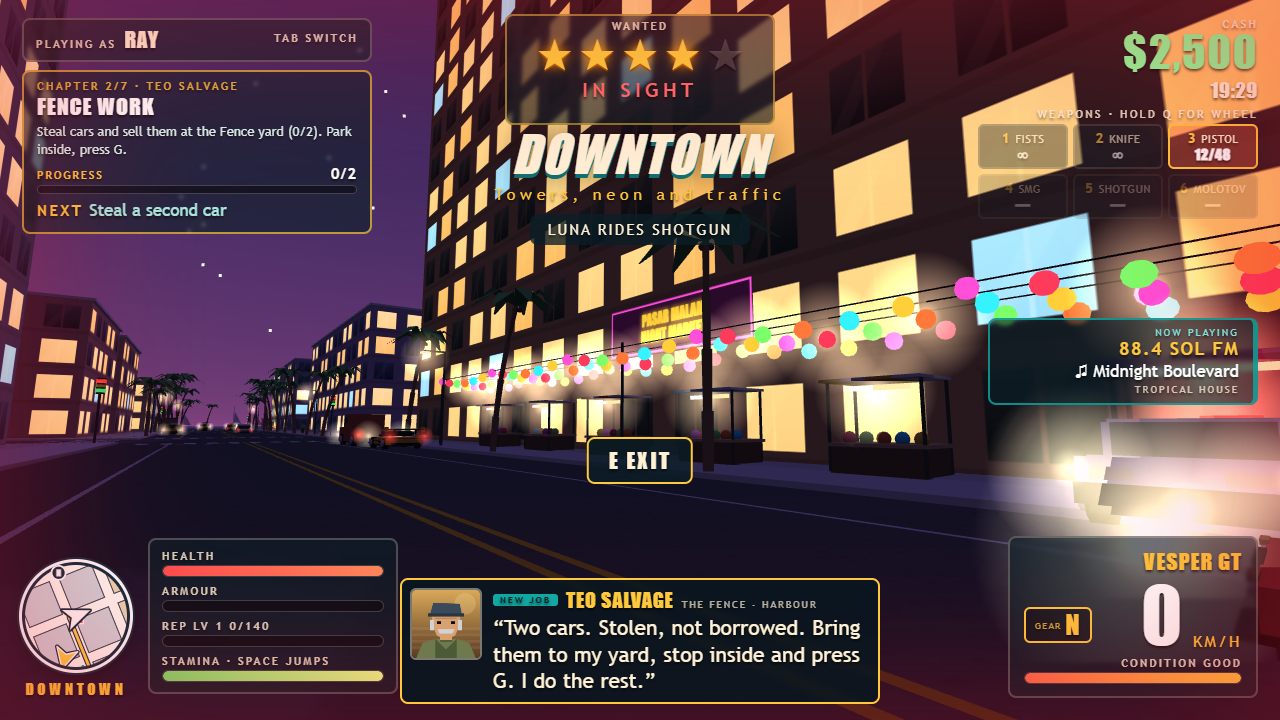 PLAYING AS RAY
TAB SWITCH
CHAPTER 2/7 · TEO SALVAGE
FENCE WORK
Steal cars and sell them at the Fence yard (0/2). Park
inside, press G.
PROGRESS 0/2
NEXT Steal a second car
WANTED
IN SIGHT
DOWNTOWN
Towers, neon and traffic
LUNA RIDES SHOTGUN
CASH
$2,500
19:29
WEAPONS · HOLD Q FOR WHEEL
1 FISTS
∞
2 KNIFE
∞
3 PISTOL
12/48
4 SMG
—
5 SHOTGUN
—
6 MOLOTOV
—
PASAR MALAM
NIGHT MARKET
NOW PLAYING
88.4 SOL FM
♫ Midnight Boulevard
TROPICAL HOUSE
E EXIT
HEALTH
ARMOUR
REP LV 1 0/140
STAMINA · SPACE JUMPS
DOWNTOWN
NEW JOB TEO SALVAGE THE FENCE · HARBOUR
“Two cars. Stolen, not borrowed. Bring
them to my yard, stop inside and press
G. I do the rest.”
VESPER GT
GEAR N
0 KM/H
CONDITION GOOD